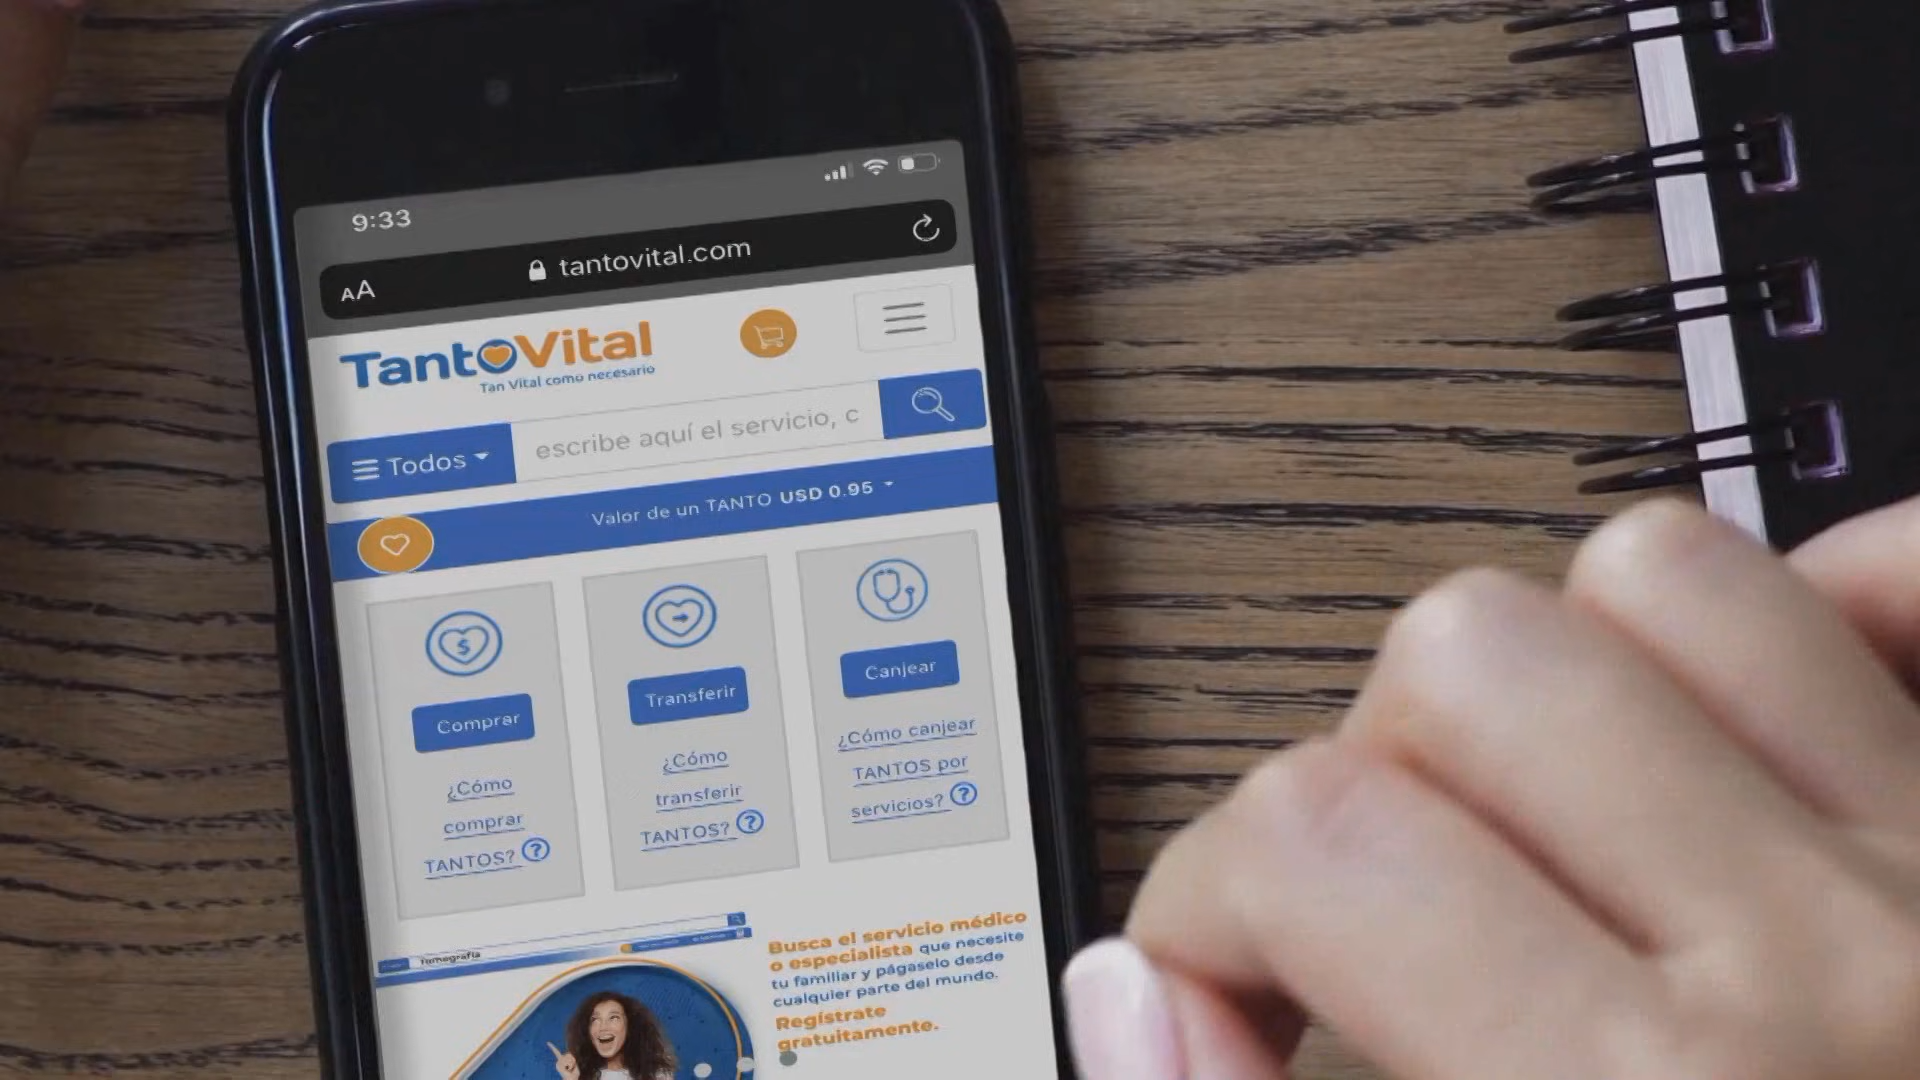 9:33
AA
tantovital.com
TantoVital
Tan Vital como necesario
Todos
escribe aquí el servicio, c
Valor de un TANTO USD 0.95
Comprar
¿Cómo
comprar
TANTOS?
Transferir
¿Cómo
transferir
TANTOS?
Canjear
¿Cómo canjear
TANTOS por
servicios?
Tomografía
Busca el servicio médico
o especialista que necesite
tu familiar y págaselo desde
cualquier parte del mundo.
Regístrate
gratuitamente.